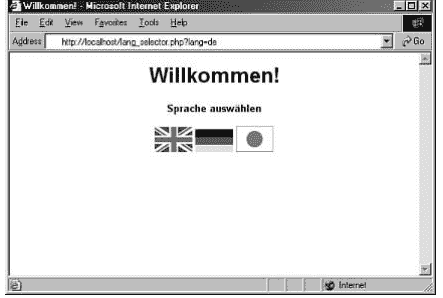 Willkommen! - Microsoft Internet Explorer
File Edit View Favorites Tools Help
Address http://localhost/lang_selector.php?lang=de Go
Willkommen!
Sprache auswählen
Internet